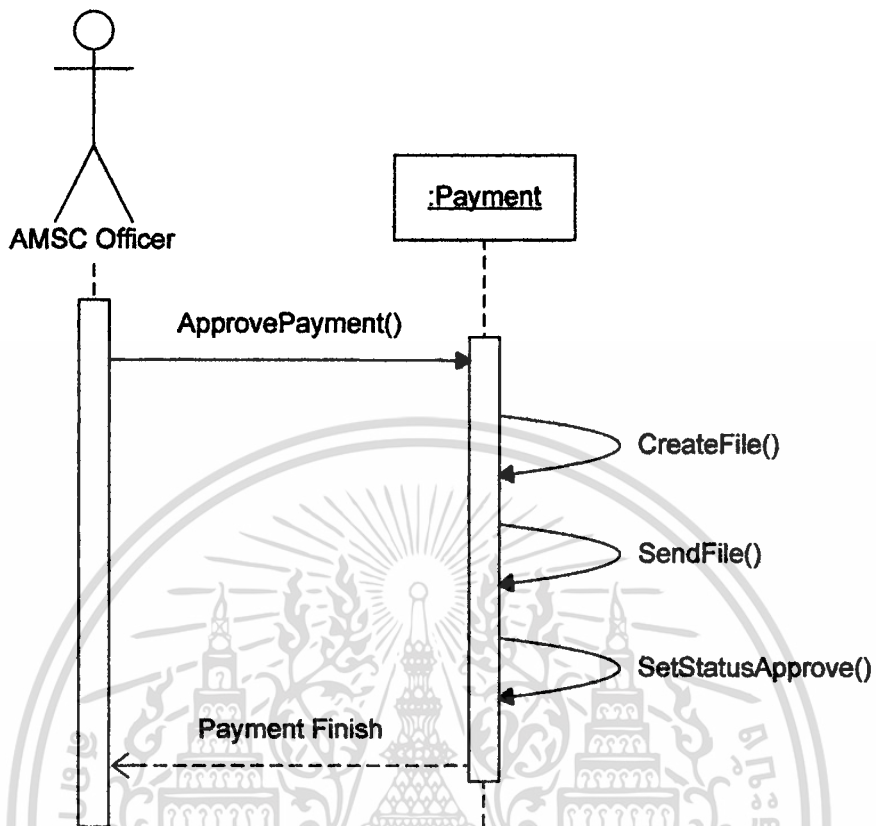 AMSC Officer
:Payment
ApprovePayment()
CreateFile()
SendFile()
SetStatusApprove()
Payment Finish